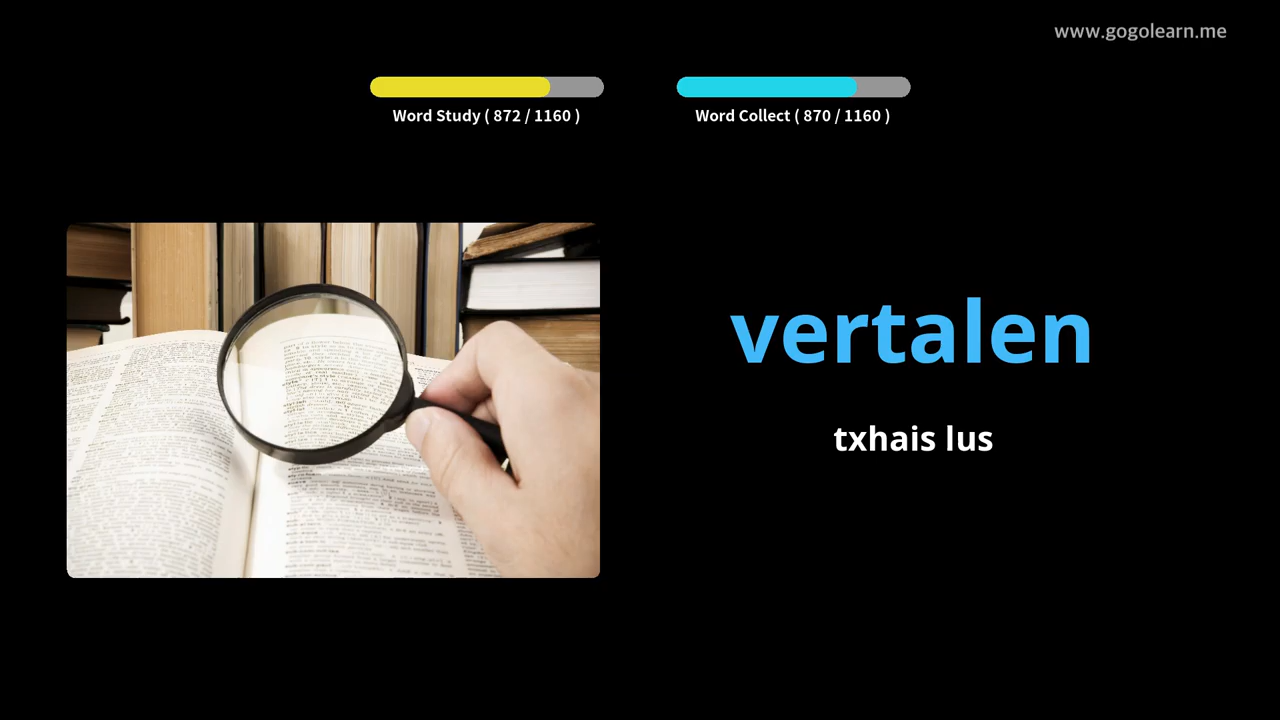 www.gogolearn.me
Word Study ( 872 / 1160 )
Word Collect ( 870 / 1160 )
vertalen
txhais lus